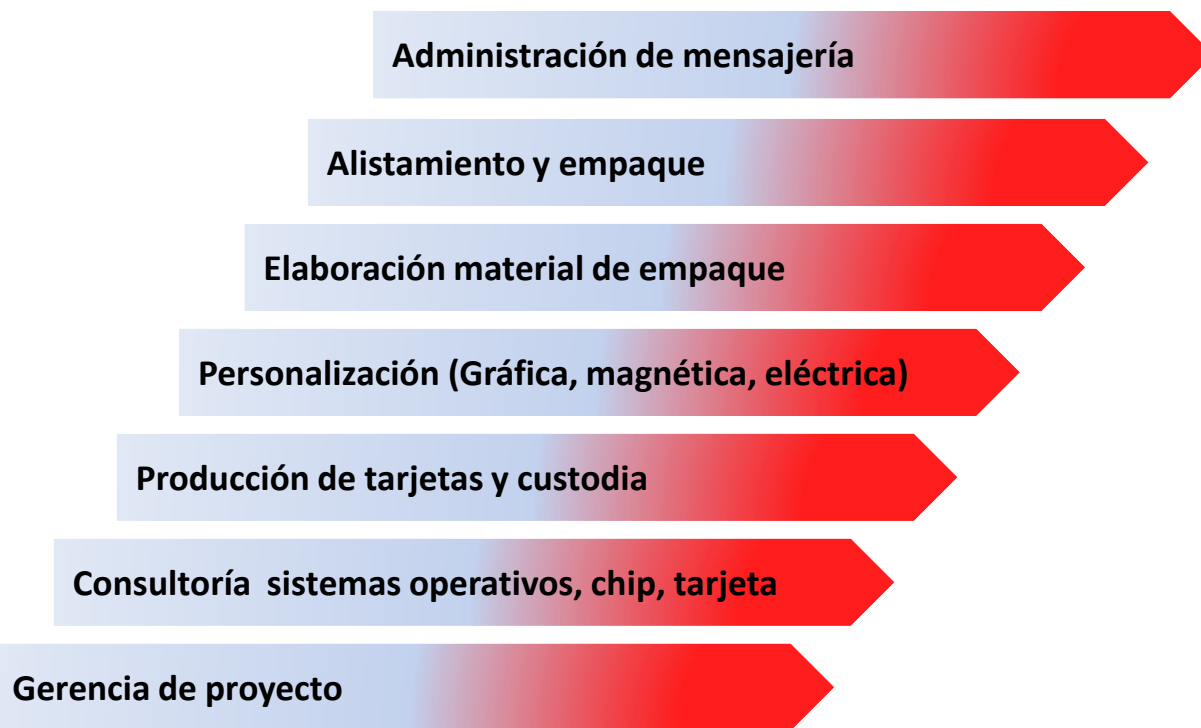 Administración de mensajería
Alistamiento y empaque
Elaboración material de empaque
Personalización (Gráfica, magnética, eléctrica)
Producción de tarjetas y custodia
Consultoría  sistemas operativos, chip, tarjeta
Gerencia de proyecto